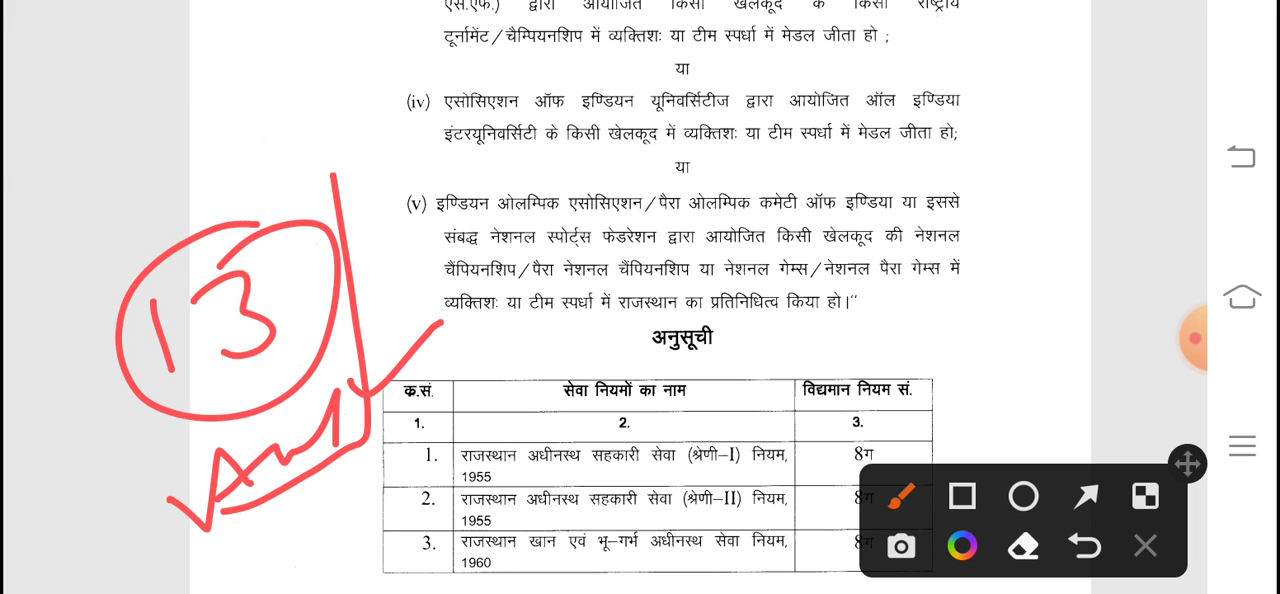 एस.एफ.) द्वारा आयोजित किसी खेलकूद के किसी राष्ट्रीय
टूर्नामेंट/चैम्पियनशिप में व्यक्तिशः या टीम स्पर्धा में मेडल जीता हो ;
या
(iv) एसोसिएशन ऑफ इण्डियन यूनिवर्सिटीज द्वारा आयोजित ऑल इण्डिया
इंटरयूनिवर्सिटी के किसी खेलकूद में व्यक्तिशः या टीम स्पर्धा में मेडल जीता हो;
या
(v) इण्डियन ओलम्पिक एसोसिएशन/पैरा ओलम्पिक कमेटी ऑफ इण्डिया या इससे
संबद्ध नेशनल स्पोर्ट्स फेडरेशन द्वारा आयोजित किसी खेलकूद की नेशनल
चैंपियनशिप/पैरा नेशनल चैंपियनशिप या नेशनल गेम्स/नेशनल पैरा गेम्स में
व्यक्तिशः या टीम स्पर्धा में राजस्थान का प्रतिनिधित्व किया हो।"
13
अनुसूची
क्र.सं. सेवा नियमों का नाम विद्यमान नियम सं.
1. 2. 3.
1. राजस्थान अधीनस्थ सहकारी सेवा (श्रेणी–I) नियम, 8ग
1955
2. राजस्थान अधीनस्थ सहकारी सेवा (श्रेणी–II) नियम, 8ग
1955
3. राजस्थान खान एवं भू–गर्भ अधीनस्थ सेवा नियम, 8ग
1960